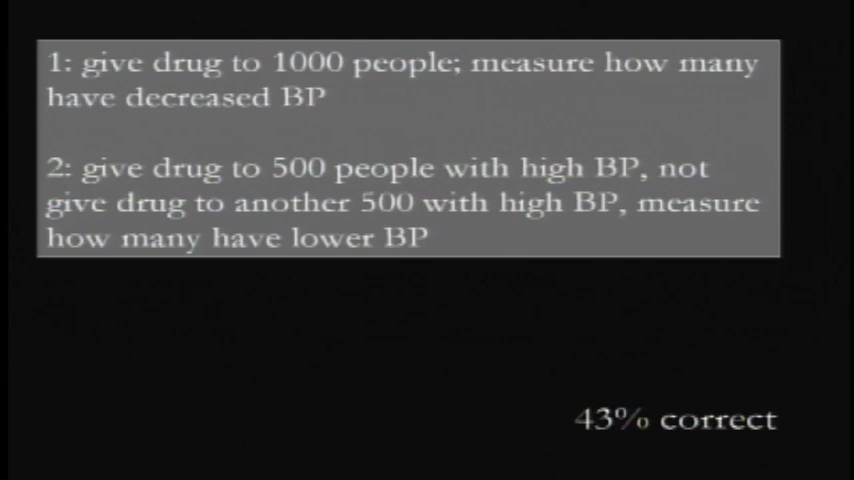 1: give drug to 1000 people; measure how many
have decreased BP
2: give drug to 500 people with high BP, not
give drug to another 500 with high BP, measure
how many have lower BP
43% correct